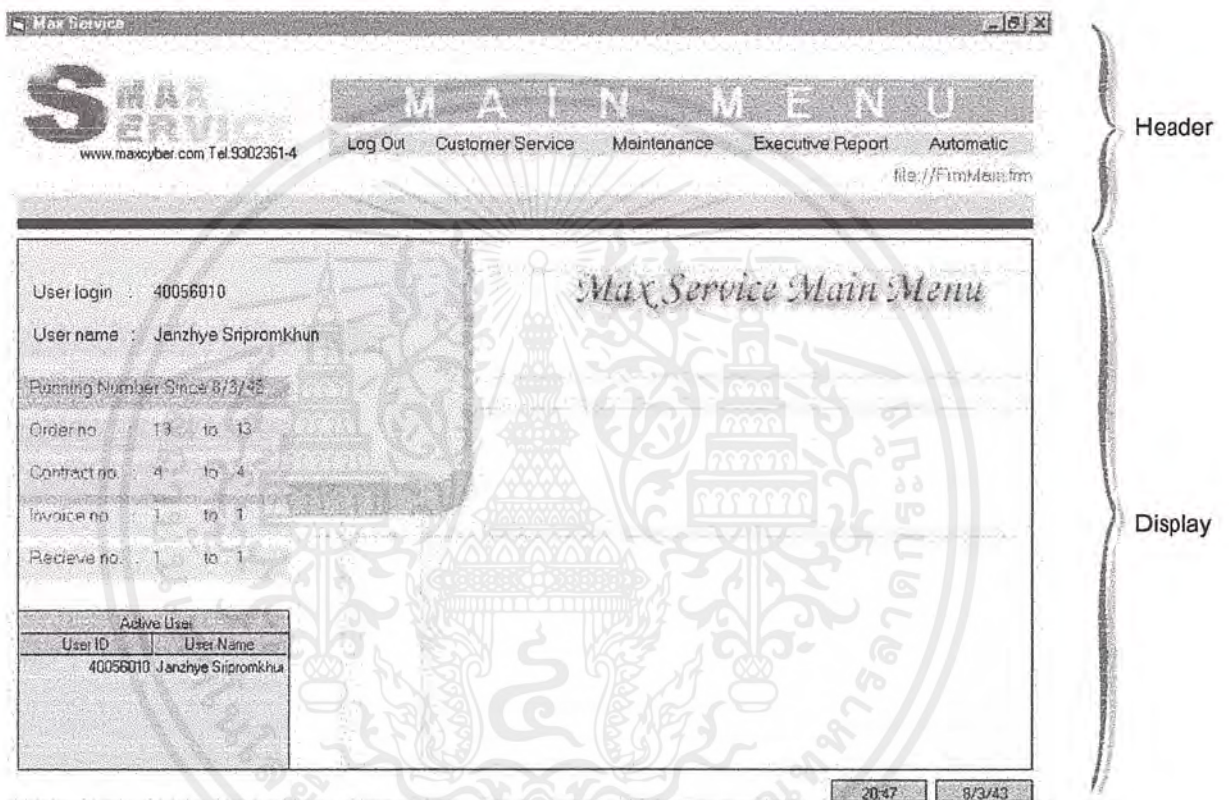 Max Service
S MAX
SERVICE
www.maxcyber.com Tel.9302361-4
MAIN MENU
Log Out Customer Service Maintenance Executive Report Automatic
file://FrmMain.frm
Header
User login : 40056010
User name : Janzhye Sripromkhun
Max Service Main Menu
Running Number Since 8/3/43
Order no. : 13 to 13
Contract no. : 4 to 4
Invoice no. : 1 to 1
Recieve no. : 1 to 1
Display
Active User
User ID User Name
40056010 Janzhye Sripromkhu
20:47 8/3/43